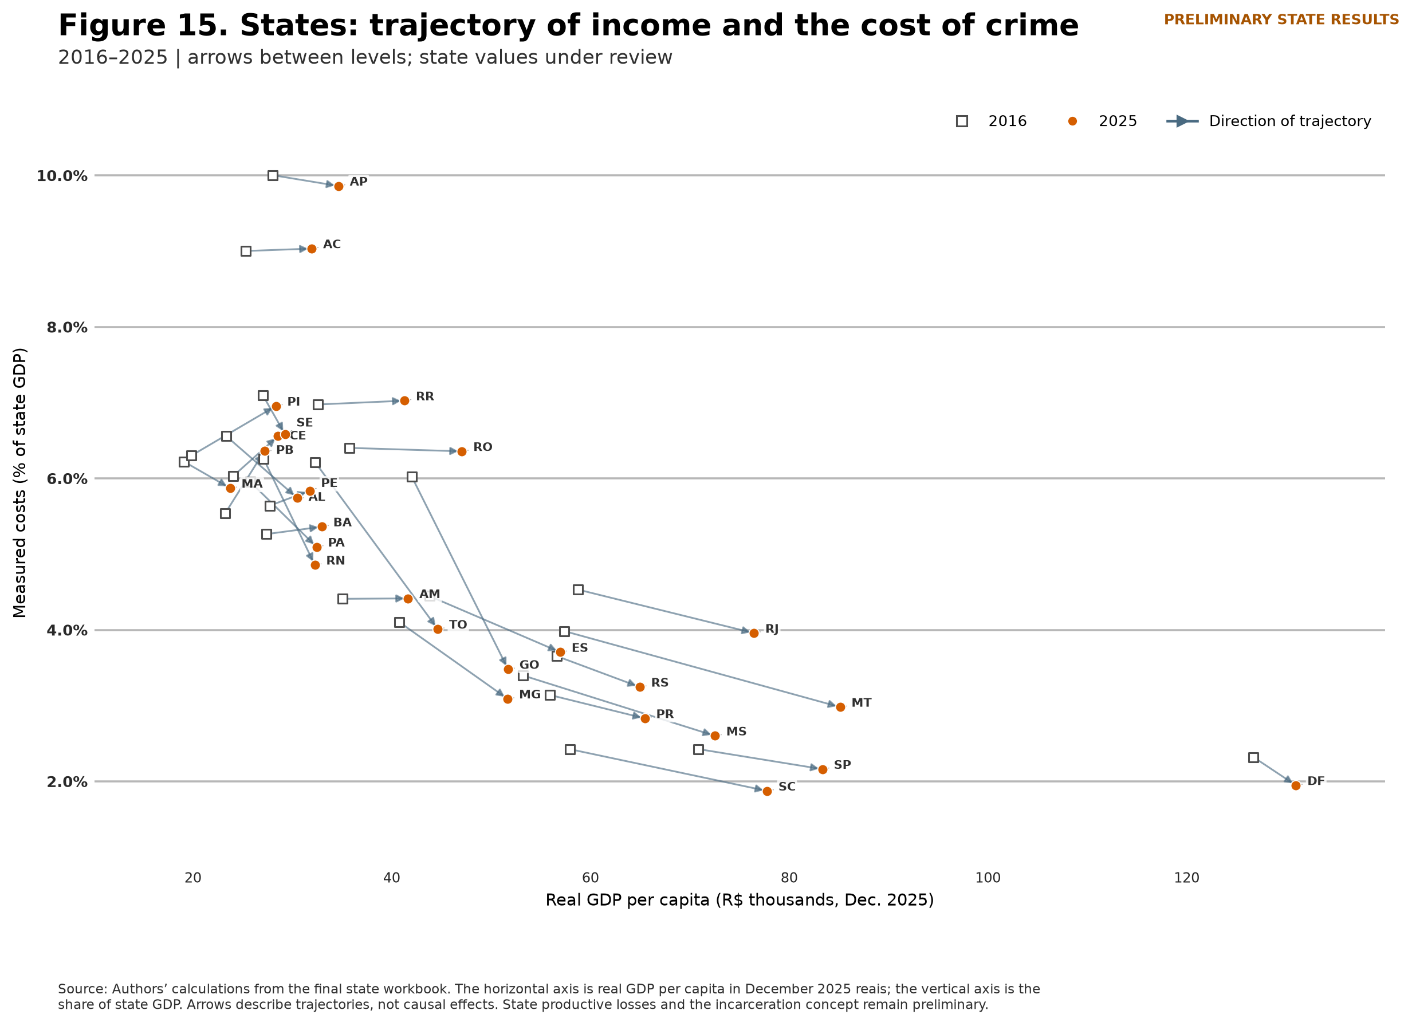 Figure 15. States: trajectory of income and the cost of crime
PRELIMINARY STATE RESULTS
2016–2025 | arrows between levels; state values under review
2016
2025
Direction of trajectory
10.0%
AP
AC
8.0%
PI
RR
SE
CE
PB
RO
6.0%
MA
PE
AL
BA
PA
RN
AM
4.0%
TO
RJ
ES
GO
RS
MG
MT
PR
MS
SP
2.0%
SC
DF
Measured costs (% of state GDP)
20
40
60
80
100
120
Real GDP per capita (R$ thousands, Dec. 2025)
Source: Authors’ calculations from the final state workbook. The horizontal axis is real GDP per capita in December 2025 reais; the vertical axis is the
share of state GDP. Arrows describe trajectories, not causal effects. State productive losses and the incarceration concept remain preliminary.